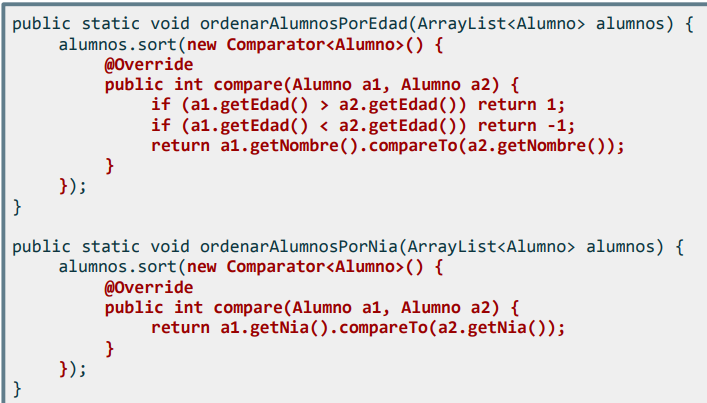 public static void ordenarAlumnosPorEdad(ArrayList<Alumno> alumnos) {
    alumnos.sort(new Comparator<Alumno>() {
        @Override
        public int compare(Alumno a1, Alumno a2) {
            if (a1.getEdad() > a2.getEdad()) return 1;
            if (a1.getEdad() < a2.getEdad()) return -1;
            return a1.getNombre().compareTo(a2.getNombre());
        }
    });
}

public static void ordenarAlumnosPorNia(ArrayList<Alumno> alumnos) {
    alumnos.sort(new Comparator<Alumno>() {
        @Override
        public int compare(Alumno a1, Alumno a2) {
            return a1.getNia().compareTo(a2.getNia());
        }
    });
}